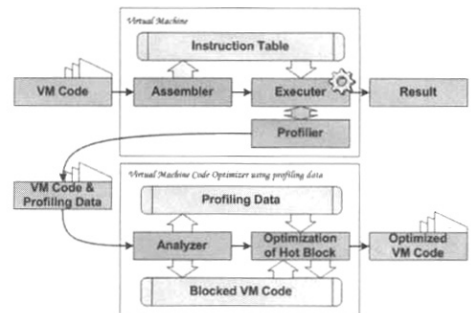 Virtual Machine
Instruction Table
VM Code
Assembler
Executer
Result
Profilier
VM Code &
Profiling Data
Virtual Machine Code Optimizer using profiling data
Profiling Data
Analyzer
Optimization
of Hot Block
Optimized
VM Code
Blocked VM Code